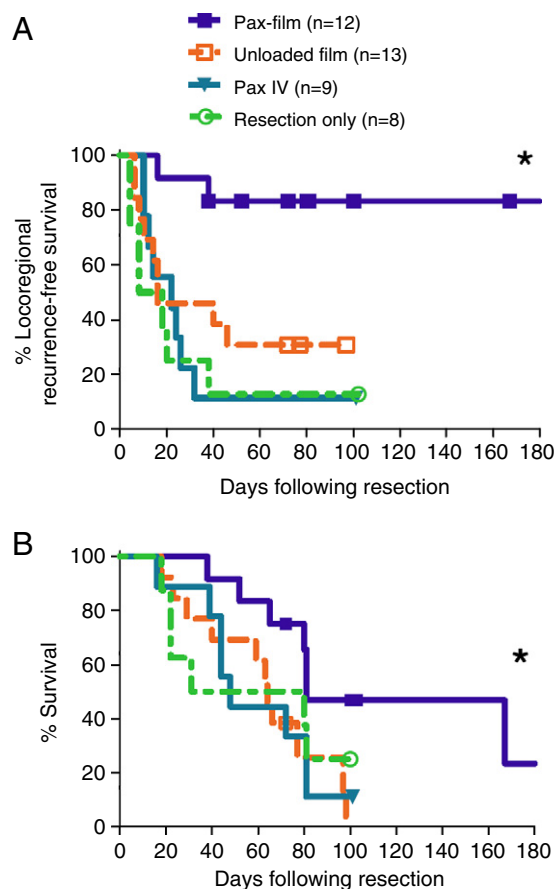 A
Pax-film (n=12)
Unloaded film (n=13)
Pax IV (n=9)
Resection only (n=8)
% Locoregional
recurrence-free survival
100
80
60
40
20
0
*
0 20 40 60 80 100 120 140 160 180
Days following resection
B
% Survival
100
80
60
40
20
0
*
0 20 40 60 80 100 120 140 160 180
Days following resection